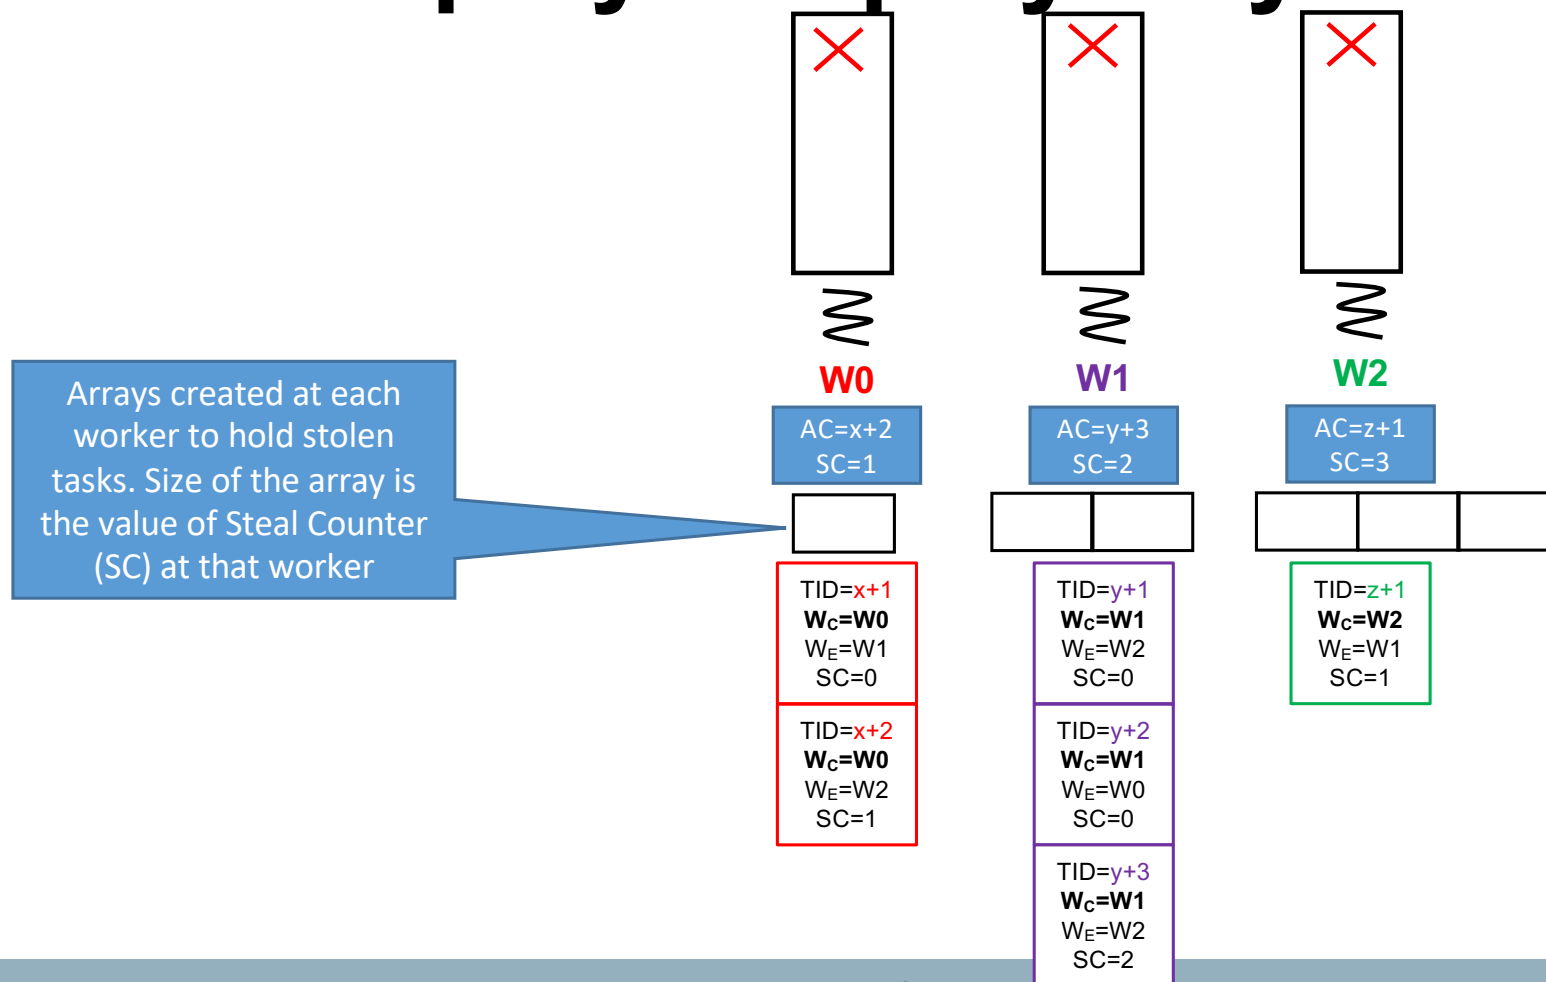 W0
W1
W2
Arrays created at each
worker to hold stolen
tasks. Size of the array is
the value of Steal Counter
(SC) at that worker
AC=x+2
SC=1
AC=y+3
SC=2
AC=z+1
SC=3
TID=x+1
WC=W0
WE=W1
SC=0
TID=x+2
WC=W0
WE=W2
SC=1
TID=y+1
WC=W1
WE=W2
SC=0
TID=y+2
WC=W1
WE=W0
SC=0
TID=y+3
WC=W1
WE=W2
SC=2
TID=z+1
WC=W2
WE=W1
SC=1